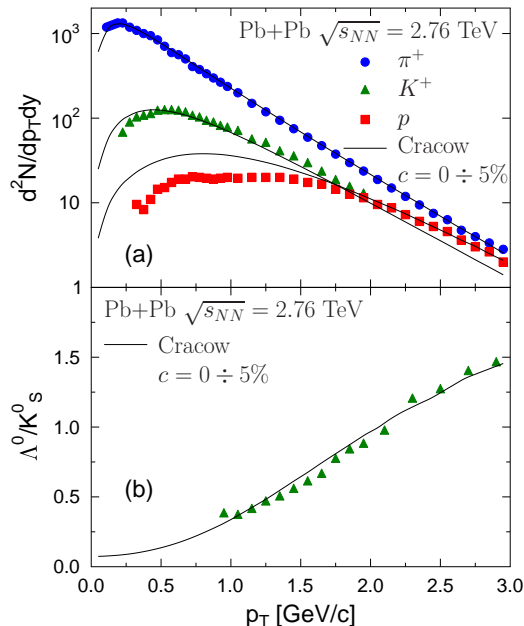 Pb+Pb √s_NN = 2.76 TeV
π⁺
K⁺
p
Cracow
c = 0 ÷ 5%
(a)
d²N/dp_Tdy
10³
10²
10
1
Pb+Pb √s_NN = 2.76 TeV
Cracow
c = 0 ÷ 5%
(b)
Λ⁰/K⁰_S
1.5
1.0
0.5
0.0
0.0 0.5 1.0 1.5 2.0 2.5 3.0
p_T [GeV/c]